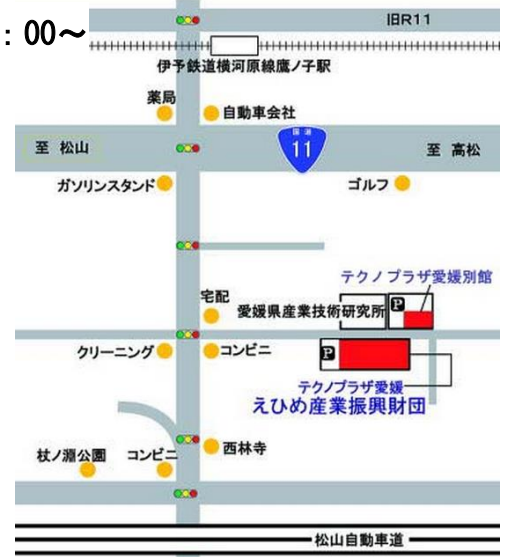 旧R11
: 00～
伊予鉄道横河原線鷹ノ子駅
薬局
自動車会社
至 松山
国道
11
至 高松
ガソリンスタンド
ゴルフ
テクノプラザ愛媛別館
宅配
愛媛県産業技術研究所
P
クリーニング
コンビニ
P
テクノプラザ愛媛
えひめ産業振興財団
杖ノ淵公園
コンビニ
西林寺
松山自動車道